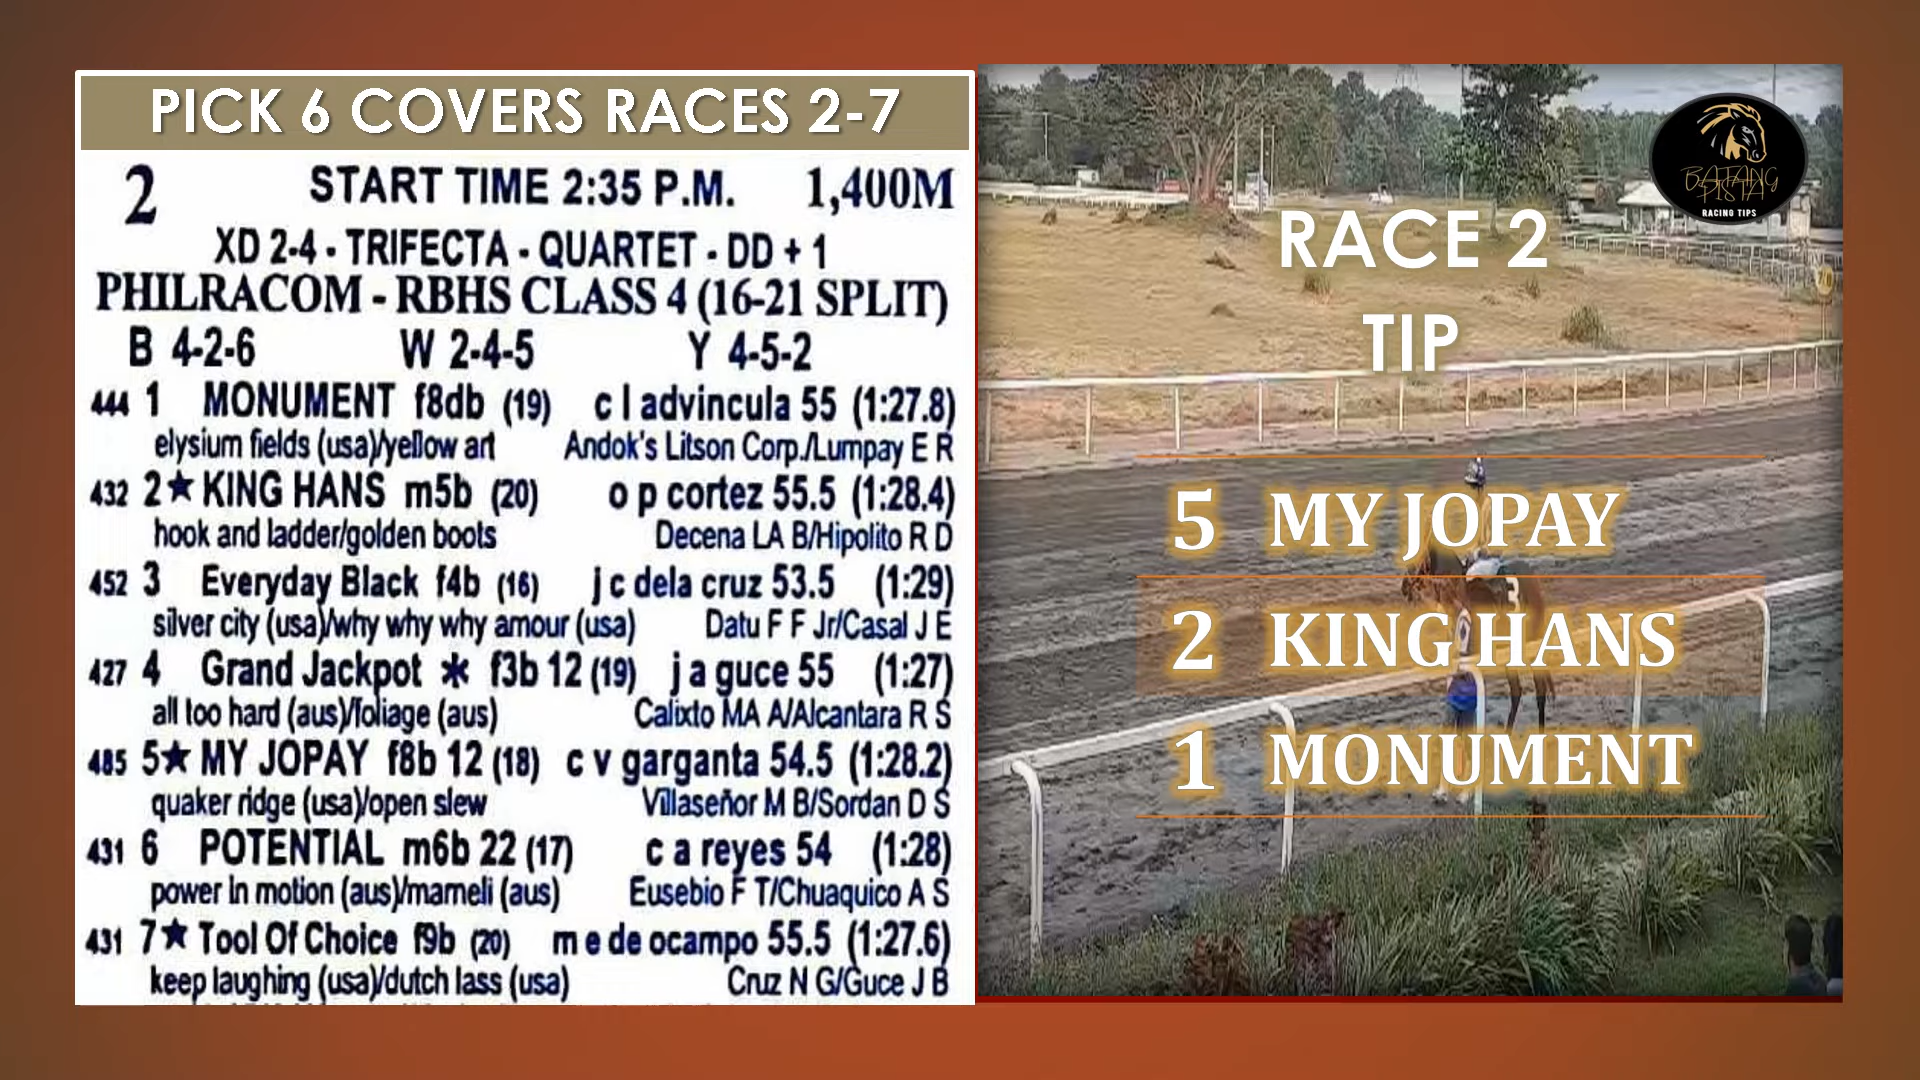 PICK 6 COVERS RACES 2-7
2 START TIME 2:35 P.M. 1,400M
XD 2-4 - TRIFECTA - QUARTET - DD + 1
PHILRACOM - RBHS CLASS 4 (16-21 SPLIT)
B 4-2-6 W 2-4-5 Y 4-5-2
444 1 MONUMENT f8db (19) c l advincula 55 (1:27.8)
elysium fields (usa)/yellow art Andok's Litson Corp./Lumpay E R
432 2★ KING HANS m5b (20) o p cortez 55.5 (1:28.4)
hook and ladder/golden boots Decena LA B/Hipolito R D
452 3 Everyday Black f4b (16) j c dela cruz 53.5 (1:29)
silver city (usa)/why why why amour (usa) Datu F F Jr/Casal J E
427 4 Grand Jackpot * f3b 12 (19) j a guce 55 (1:27)
all too hard (aus)/foliage (aus) Calixto MA A/Alcantara R S
485 5★ MY JOPAY f8b 12 (18) c v garganta 54.5 (1:28.2)
quaker ridge (usa)/open slew Villaseñor M B/Sordan D S
431 6 POTENTIAL m6b 22 (17) c a reyes 54 (1:28)
power in motion (aus)/mameli (aus) Eusebio F T/Chuaquico A S
431 7★ Tool Of Choice f9b (20) m e de ocampo 55.5 (1:27.6)
keep laughing (usa)/dutch lass (usa) Cruz N G/Guce J B
BATANG
PISTA
RACING TIPS
RACE 2
TIP
5 MY JOPAY
2 KING HANS
1 MONUMENT